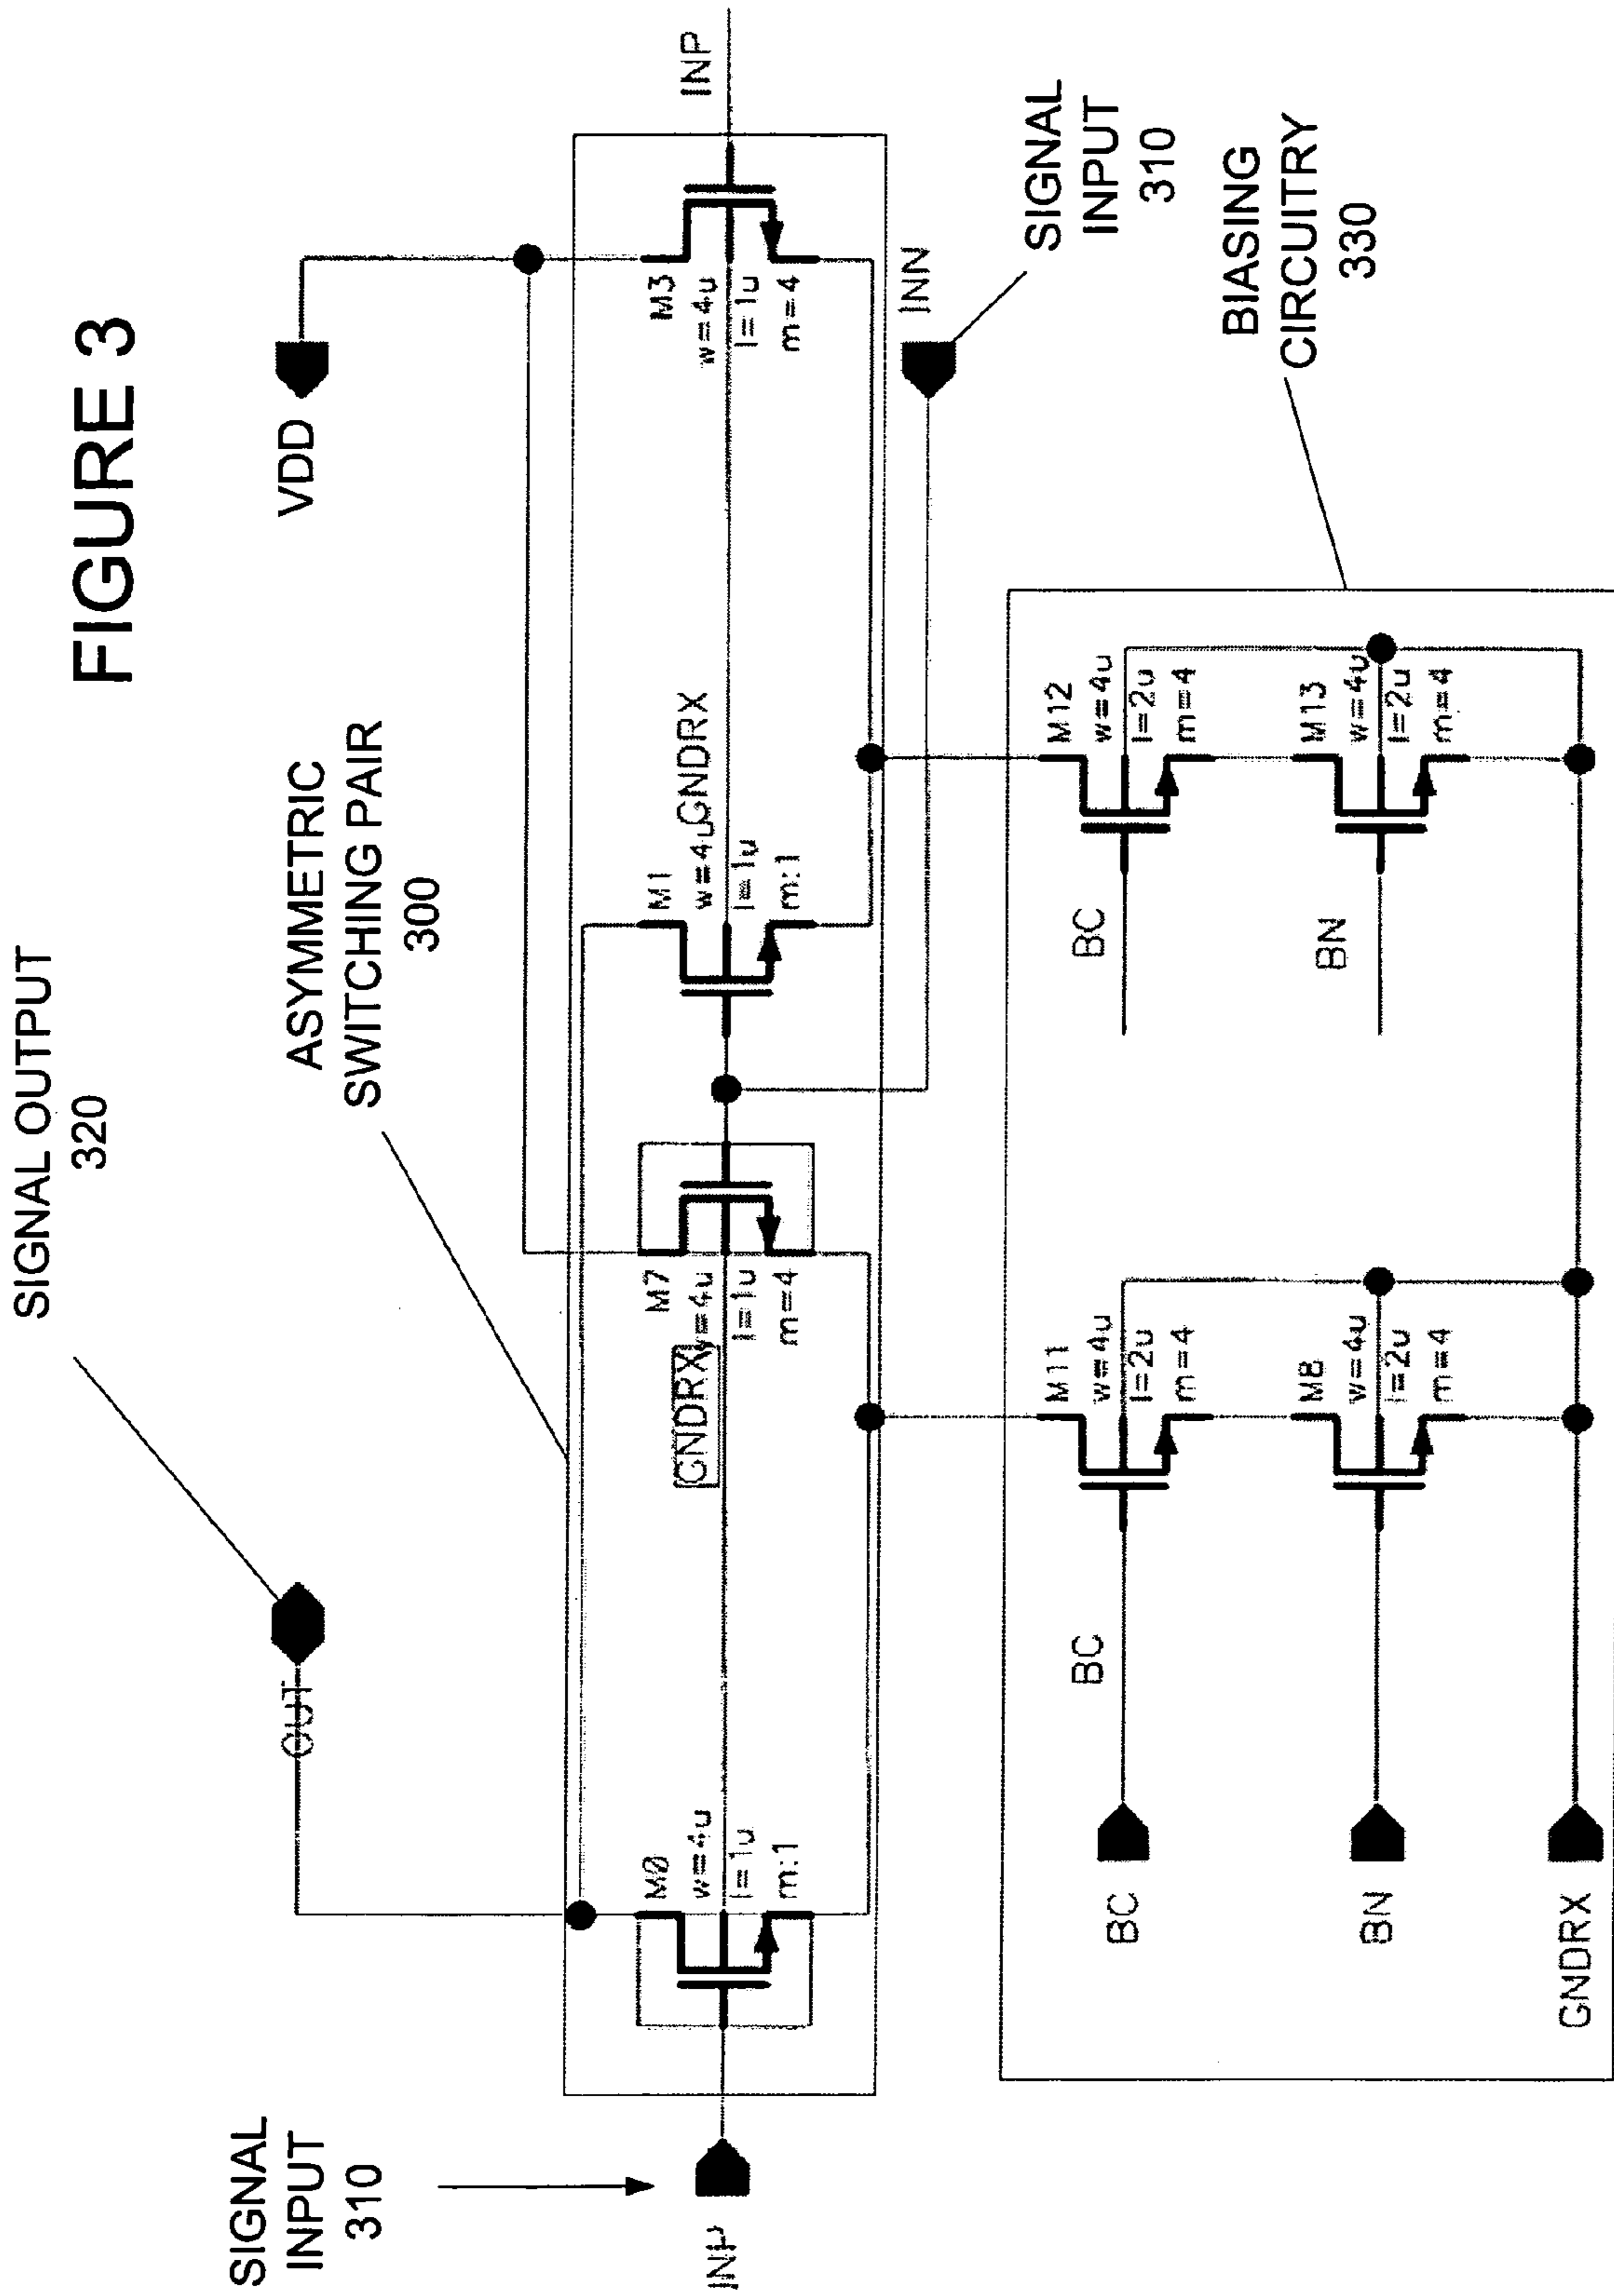 FIGURE 3
SIGNAL OUTPUT
320
ASYMMETRIC
SWITCHING PAIR
300
OUT
VDD
SIGNAL
INPUT
310
INP
M0
w=4u
l=1u
m:1
GNDRX
M7
w=4u
l=1u
m=4
M1
w=4u
l=1u
m:1
GNDRX
M3
w=4u
l=1u
m=4
INP
INN
SIGNAL
INPUT
310
BIASING
CIRCUITRY
330
BC
BC
M11
w=4u
l=2u
m=4
BC
M12
w=4u
l=2u
m=4
BN
M8
w=4u
l=2u
m=4
BN
M13
w=4u
l=2u
m=4
GNDRX